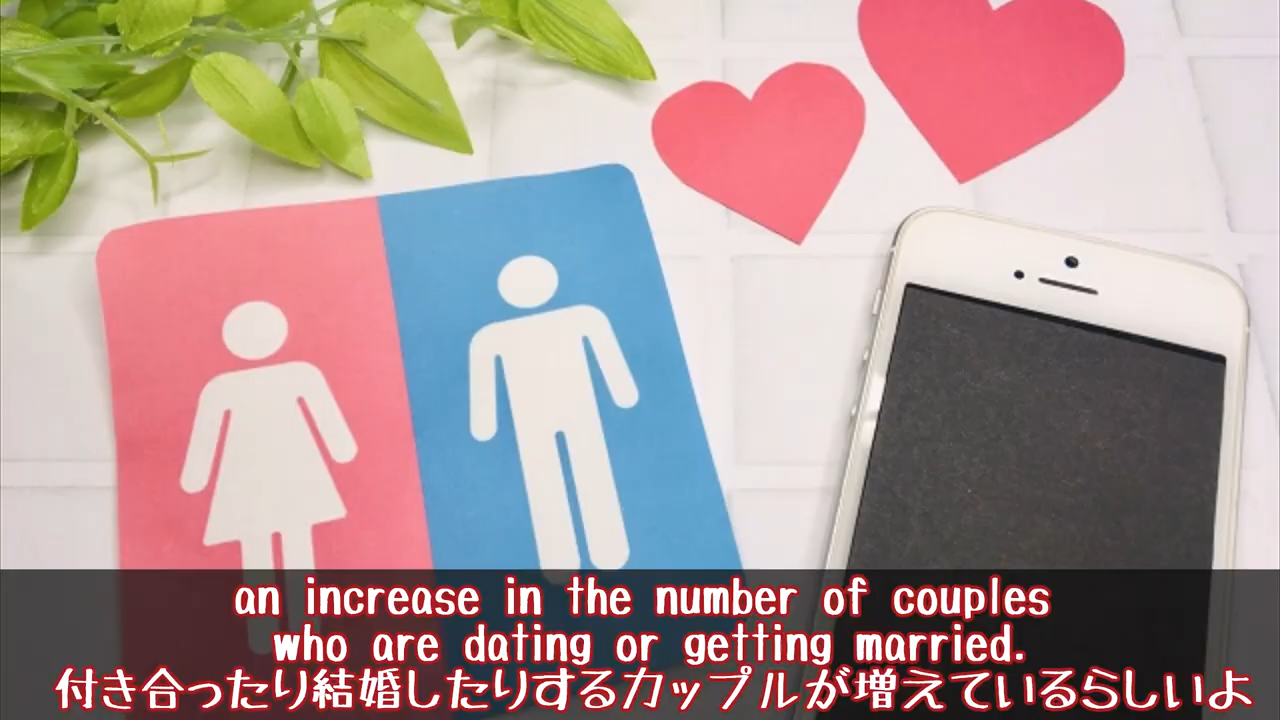 an increase in the number of couples
who are dating or getting married.
付き合ったり結婚したりするカップルが増えているらしいよ